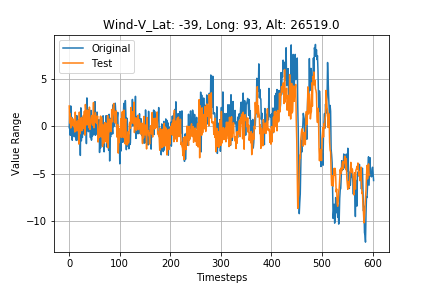 Wind-V_Lat: -39, Long: 93, Alt: 26519.0
Original
Test
Value Range
5
0
−5
−10
0 100 200 300 400 500 600
Timesteps